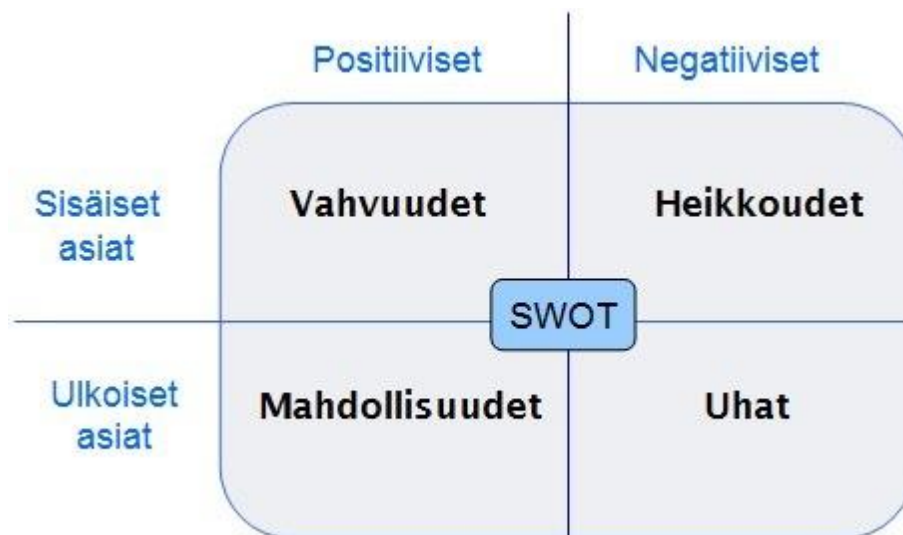 Positiiviset
Negatiiviset
Sisäiset
asiat
Vahvuudet
Heikkoudet
SWOT
Ulkoiset
asiat
Mahdollisuudet
Uhat